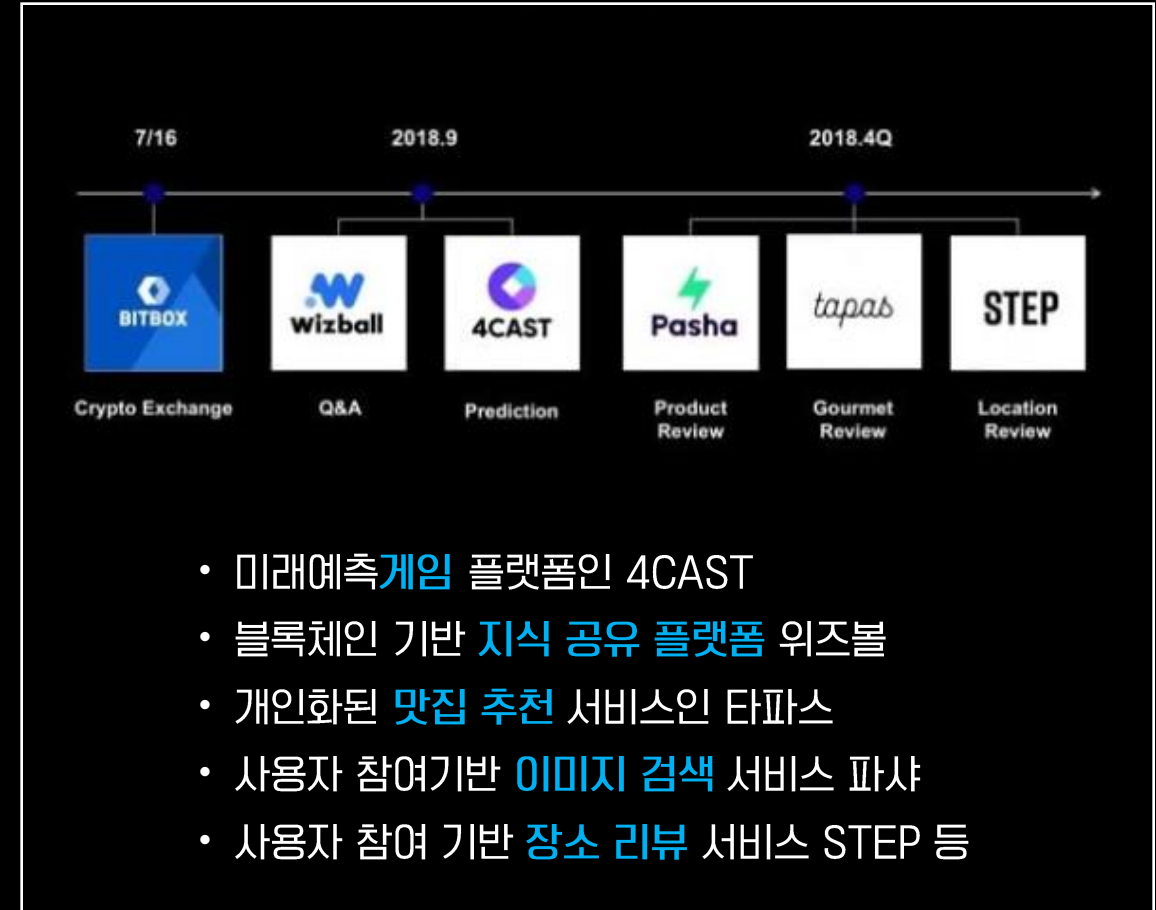 7/16 2018.9 2018.4Q
BITBOX
Wizball
4CAST
Pasha
tapas
STEP
Crypto Exchange
Q&A
Prediction
Product
Review
Gourmet
Review
Location
Review
• 미래예측게임 플랫폼인 4CAST
• 블록체인 기반 지식 공유 플랫폼 위즈볼
• 개인화된 맛집 추천 서비스인 타파스
• 사용자 참여기반 이미지 검색 서비스 파샤
• 사용자 참여 기반 장소 리뷰 서비스 STEP 등